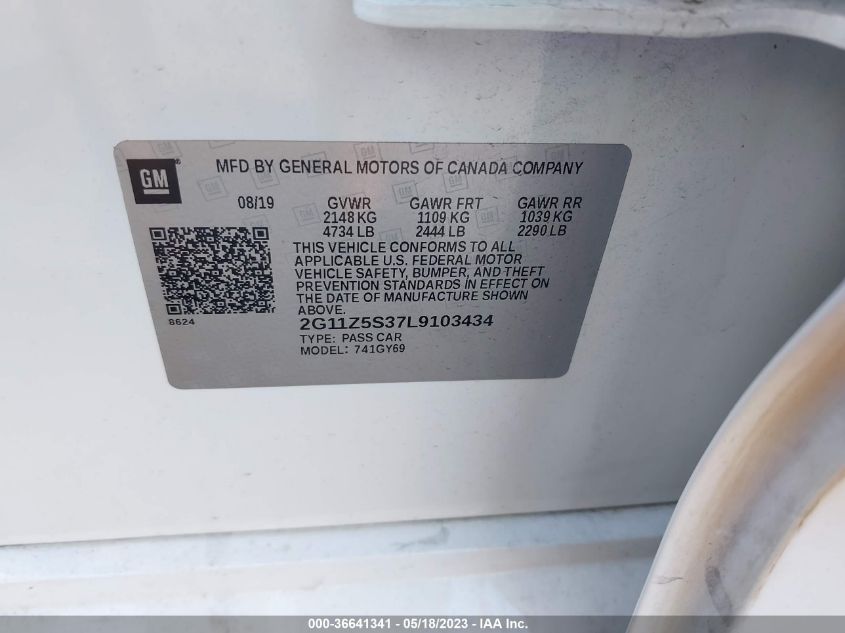 GM
MFD BY GENERAL MOTORS OF CANADA COMPANY
08/19 GVWR GAWR FRT GAWR RR
2148 KG 1109 KG 1039 KG
4734 LB 2444 LB 2290 LB
THIS VEHICLE CONFORMS TO ALL
APPLICABLE U.S. FEDERAL MOTOR
VEHICLE SAFETY, BUMPER, AND THEFT
PREVENTION STANDARDS IN EFFECT ON
THE DATE OF MANUFACTURE SHOWN
ABOVE.
8624
2G11Z5S37L9103434
TYPE: PASS CAR
MODEL: 741GY69
000-36641341 — 05/18/2023 - IAA Inc.